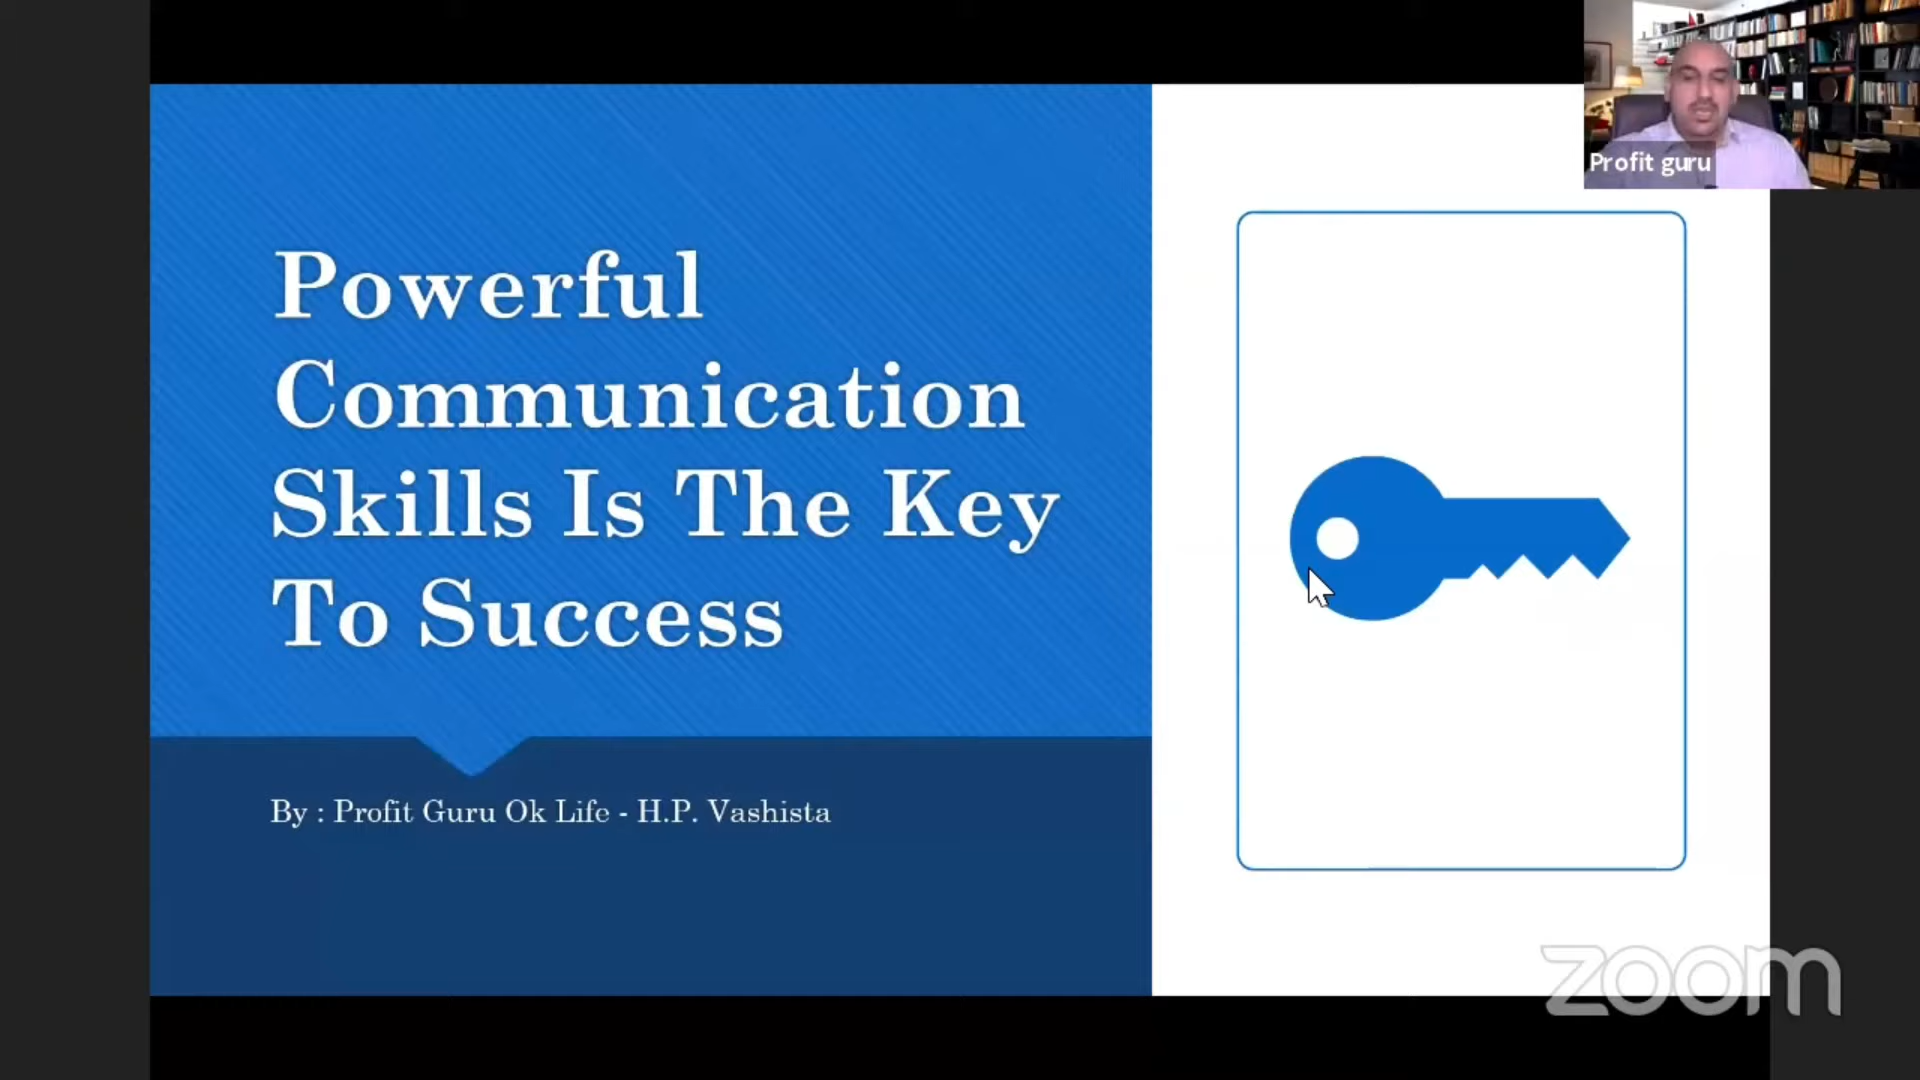 Profit guru
Powerful
Communication
Skills Is The Key
To Success
By : Profit Guru Ok Life - H.P. Vashista
zoom